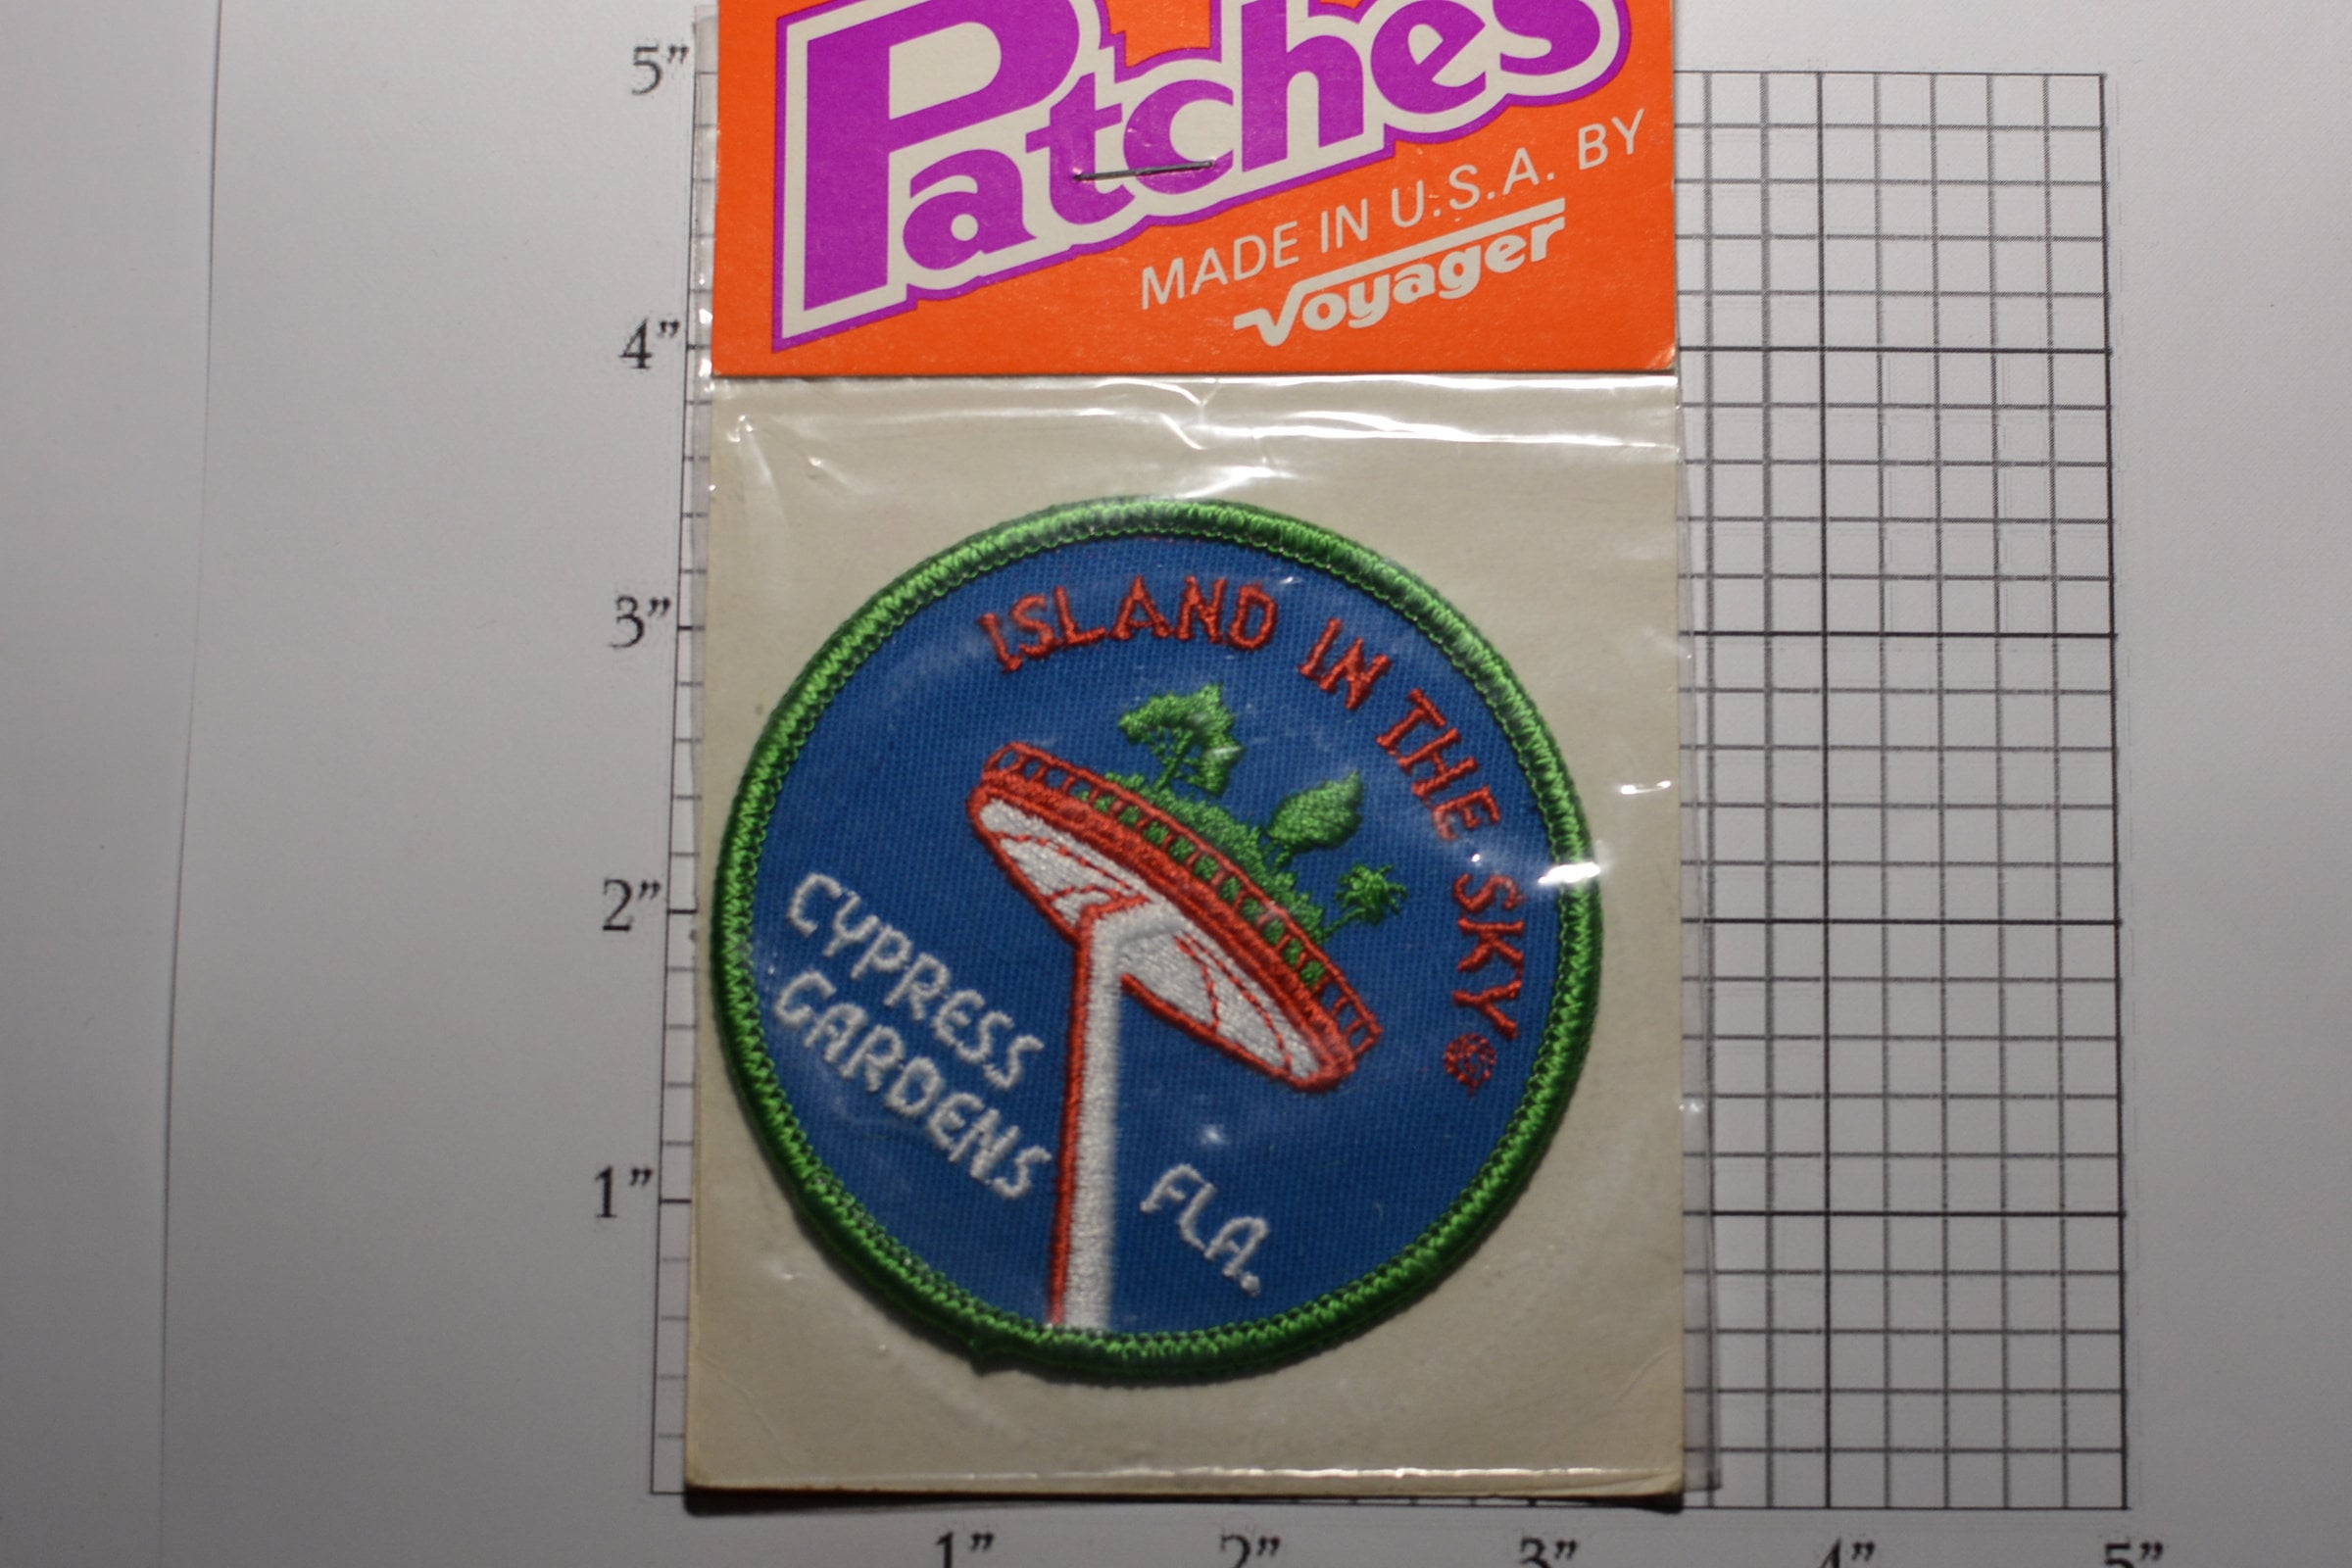 Patches
MADE IN U.S.A. BY
Voyager
ISLAND IN THE SKY
CYPRESS
GARDENS
FLA.
5"
4"
3"
2"
1"
1"
2"
3"
4"
5"